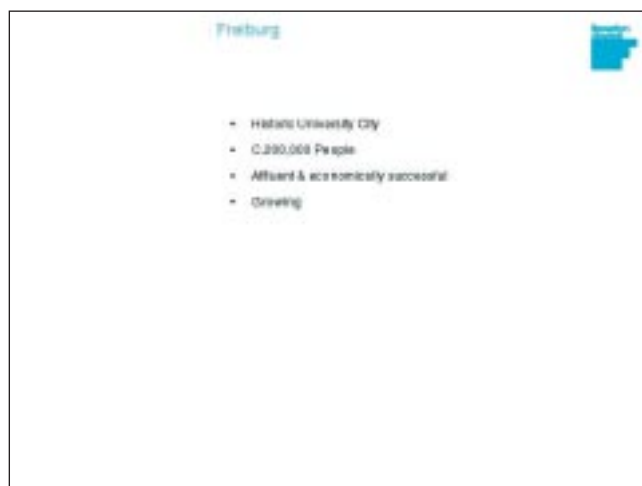 Freiburg
• Historic University City
• C.200,000 People
• Affluent & economically successful
• Growing